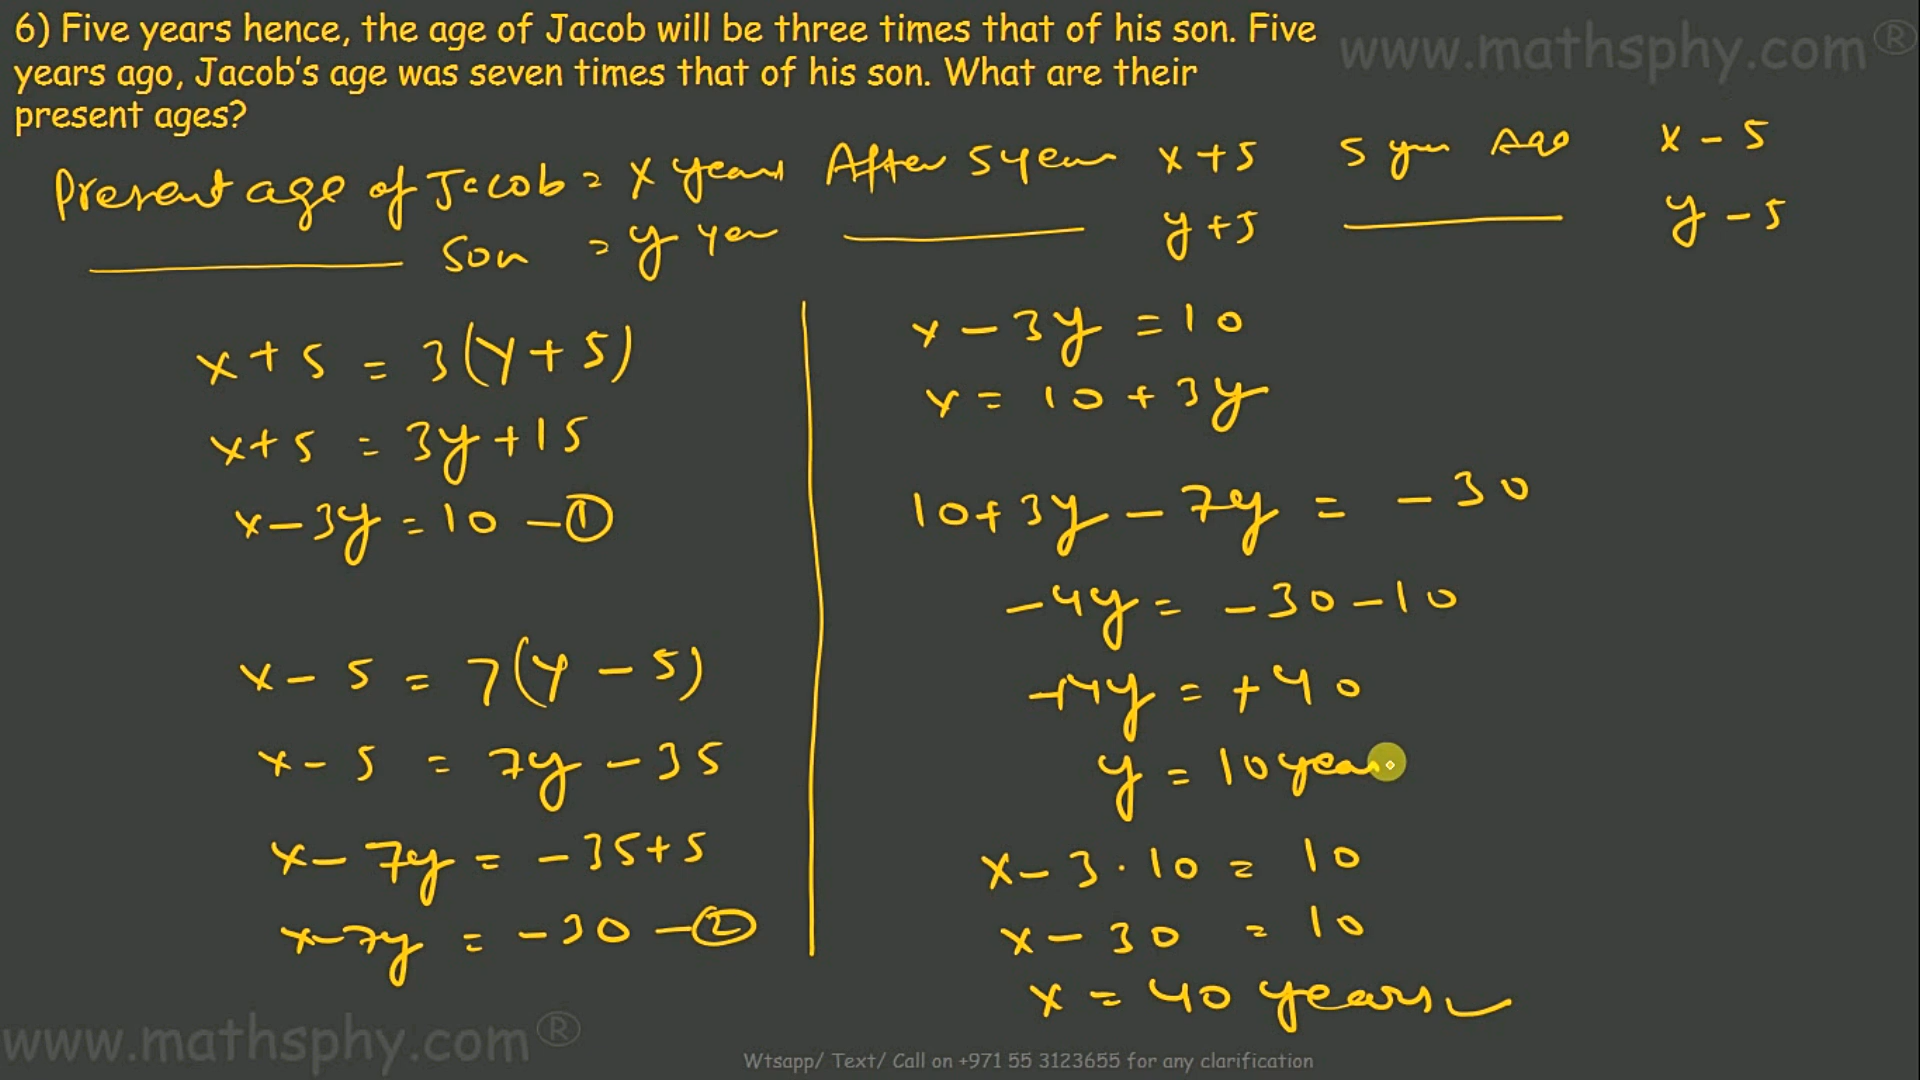 6) Five years hence, the age of Jacob will be three times that of his son. Five
years ago, Jacob's age was seven times that of his son. What are their
present ages?
www.mathsphy.com®
Present age of Jacob = x years After 5 year x+5 5 year Ago x-5
Son = y year y+5 y-5
x+5 = 3(y+5)
x+5 = 3y+15
x-3y = 10 -①
x-5 = 7(y-5)
x-5 = 7y-35
x-7y = -35+5
x-7y = -30 -②
x-3y = 10
x = 10+3y
10+3y-7y = -30
-4y = -30-10
+4y = +40
y = 10 years
x-3·10 = 10
x-30 = 10
x = 40 years
www.mathsphy.com®
Wtsapp/ Text/ Call on +971 55 3123655 for any clarification